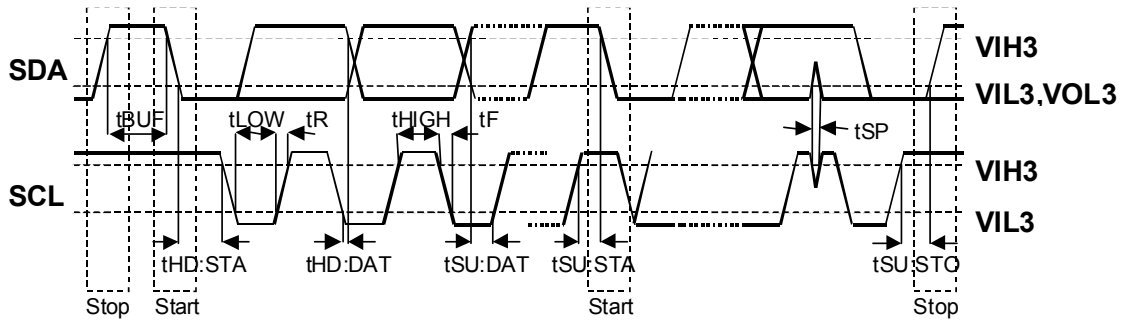 SDA
VIH3
VIL3,VOL3
tBUF
tLOW
tR
tHIGH
tF
tSP
SCL
VIH3
VIL3
tHD:STA
tHD:DAT
tSU:DAT
tSU:STA
tSU:STO
Stop
Start
Start
Stop